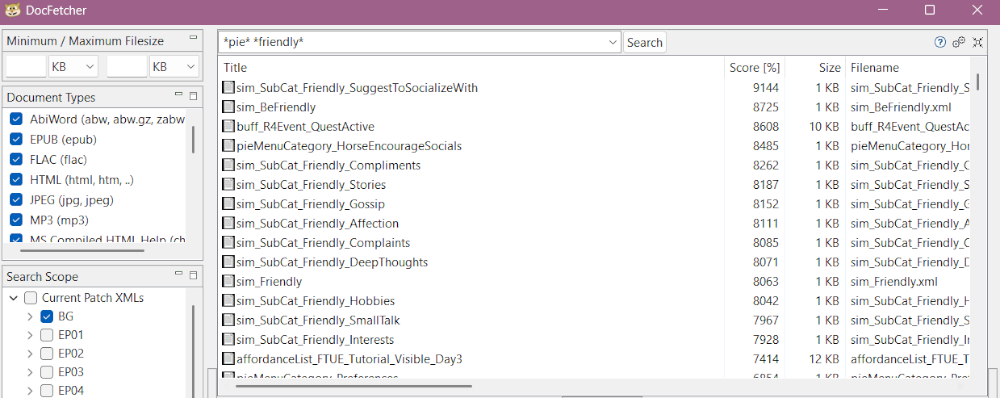 DocFetcher
Minimum / Maximum Filesize
KB KB
Document Types
AbiWord (abw, abw.gz, zabw
EPUB (epub)
FLAC (flac)
HTML (html, htm, ..)
JPEG (jpg, jpeg)
MP3 (mp3)
MS Compiled HTML Help (ch
Search Scope
Current Patch XMLs
BG
EP01
EP02
EP03
EP04
*pie* *friendly* Search
Title Score [%] Size Filename
sim_SubCat_Friendly_SuggestToSocializeWith 9144 1 KB sim_SubCat_Friendly_S
sim_BeFriendly 8725 1 KB sim_BeFriendly.xml
buff_R4Event_QuestActive 8608 10 KB buff_R4Event_QuestAc
pieMenuCategory_HorseEncourageSocials 8485 1 KB pieMenuCategory_Hor
sim_SubCat_Friendly_Compliments 8262 1 KB sim_SubCat_Friendly_C
sim_SubCat_Friendly_Stories 8187 1 KB sim_SubCat_Friendly_S
sim_SubCat_Friendly_Gossip 8152 1 KB sim_SubCat_Friendly_G
sim_SubCat_Friendly_Affection 8111 1 KB sim_SubCat_Friendly_A
sim_SubCat_Friendly_Complaints 8085 1 KB sim_SubCat_Friendly_C
sim_SubCat_Friendly_DeepThoughts 8071 1 KB sim_SubCat_Friendly_D
sim_Friendly 8063 1 KB sim_Friendly.xml
sim_SubCat_Friendly_Hobbies 8042 1 KB sim_SubCat_Friendly_H
sim_SubCat_Friendly_SmallTalk 7967 1 KB sim_SubCat_Friendly_S
sim_SubCat_Friendly_Interests 7928 1 KB sim_SubCat_Friendly_In
affordanceList_FTUE_Tutorial_Visible_Day3 7414 12 KB affordanceList_FTUE_T
pieMenuCategory_Preferences 6854 1 KB pieMenuCategory_Pre